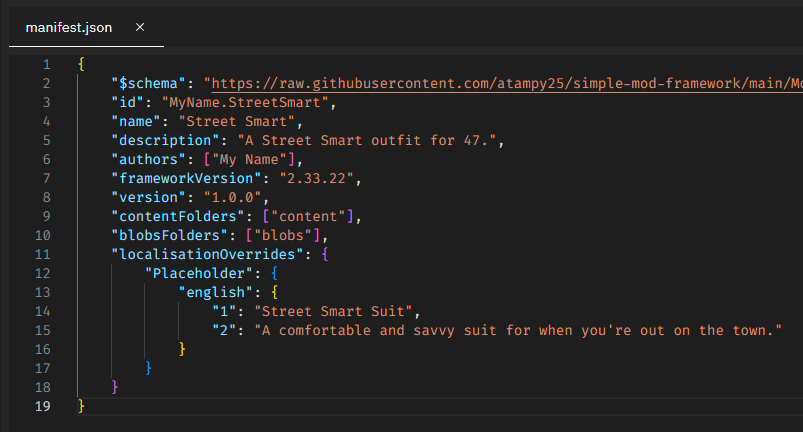 manifest.json ×
1 {
2 "$schema": "https://raw.githubusercontent.com/atampy25/simple-mod-framework/main/
3 "id": "MyName.StreetSmart",
4 "name": "Street Smart",
5 "description": "A Street Smart outfit for 47.",
6 "authors": ["My Name"],
7 "frameworkVersion": "2.33.22",
8 "version": "1.0.0",
9 "contentFolders": ["content"],
10 "blobsFolders": ["blobs"],
11 "localisationOverrides": {
12 "Placeholder": {
13 "english": {
14 "1": "Street Smart Suit",
15 "2": "A comfortable and savvy suit for when you're out on the town."
16 }
17 }
18 }
19 }